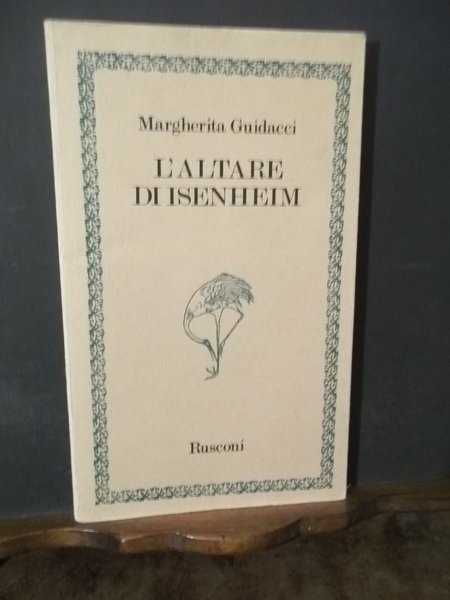 Margherita Guidacci
L'ALTARE
DI ISENHEIM
Rusconi